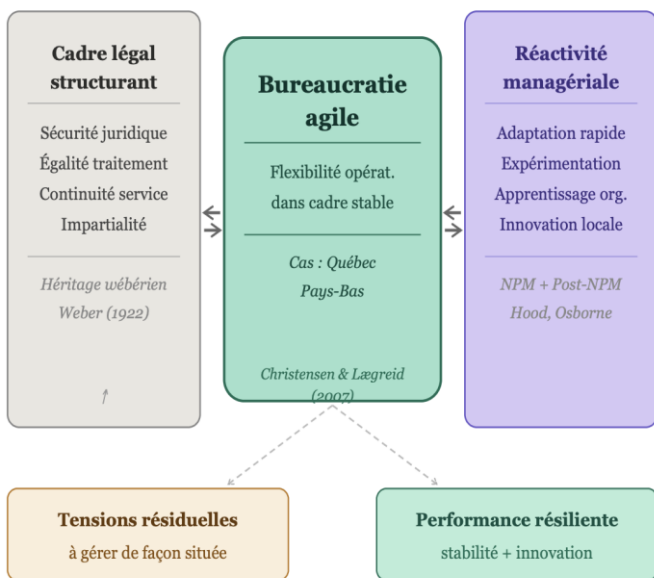 Cadre légal
structurant
Sécurité juridique
Égalité traitement
Continuité service
Impartialité
Héritage wébérien
Weber (1922)
Bureaucratie
agile
Flexibilité opérat.
dans cadre stable
Cas : Québec
Pays-Bas
Christensen & Lægreid
(2007)
Réactivité
managériale
Adaptation rapide
Expérimentation
Apprentissage org.
Innovation locale
NPM + Post-NPM
Hood, Osborne
Tensions résiduelles
à gérer de façon située
Performance résiliente
stabilité + innovation